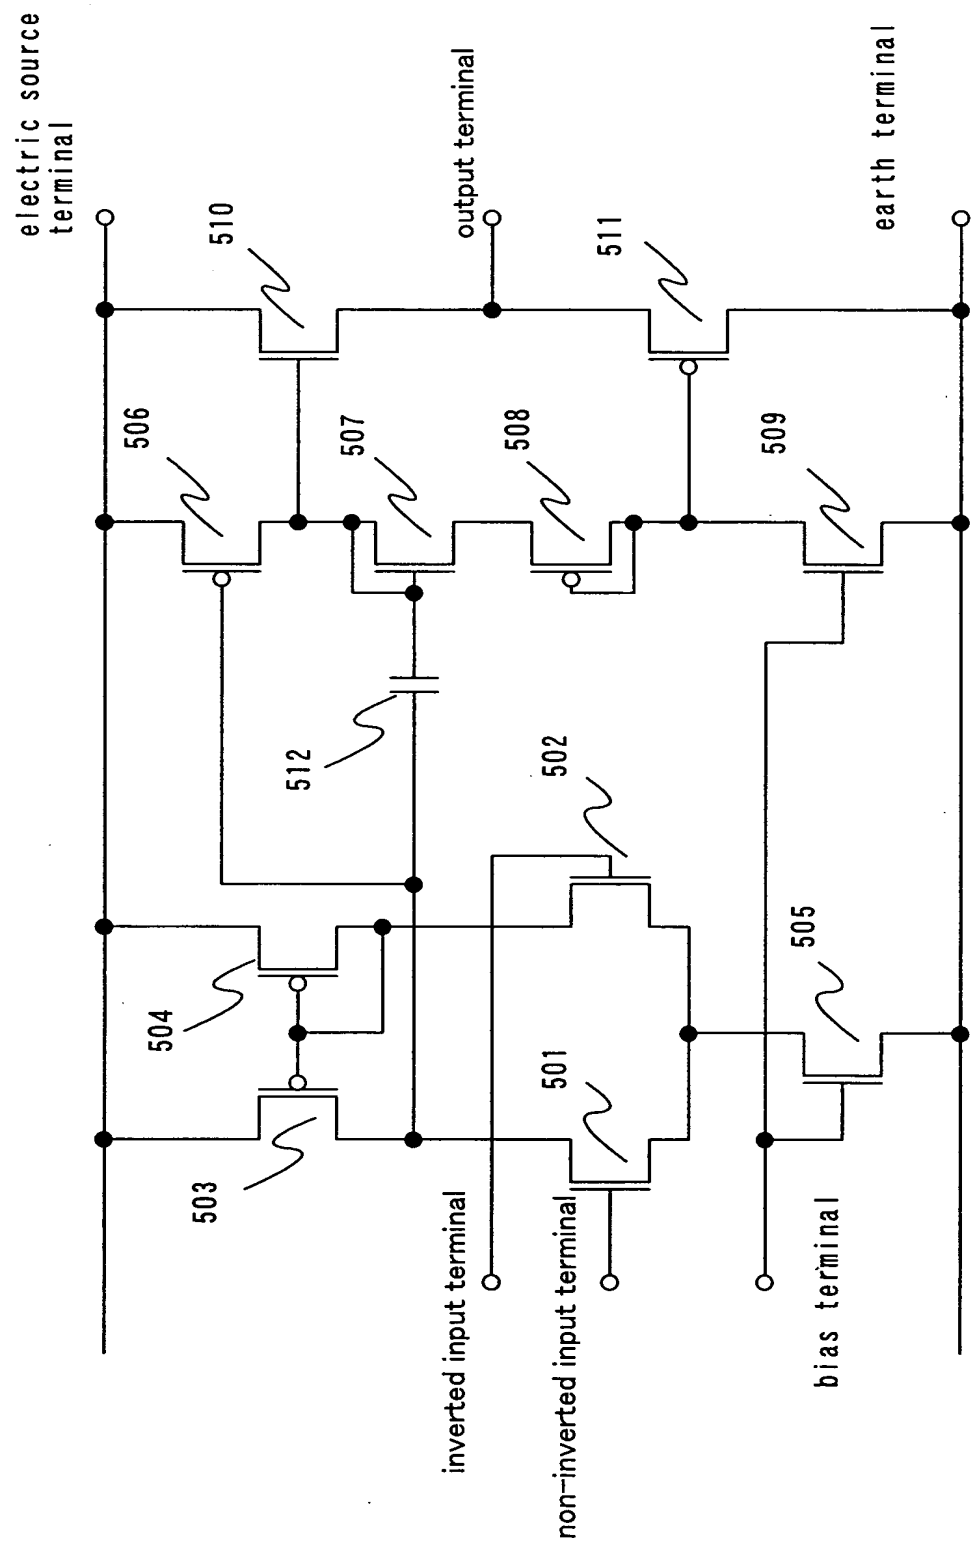 electric source
terminal
output terminal
earth terminal
510
511
506
507
508
509
512
502
504
505
501
503
inverted input terminal
non-inverted input terminal
bias terminal